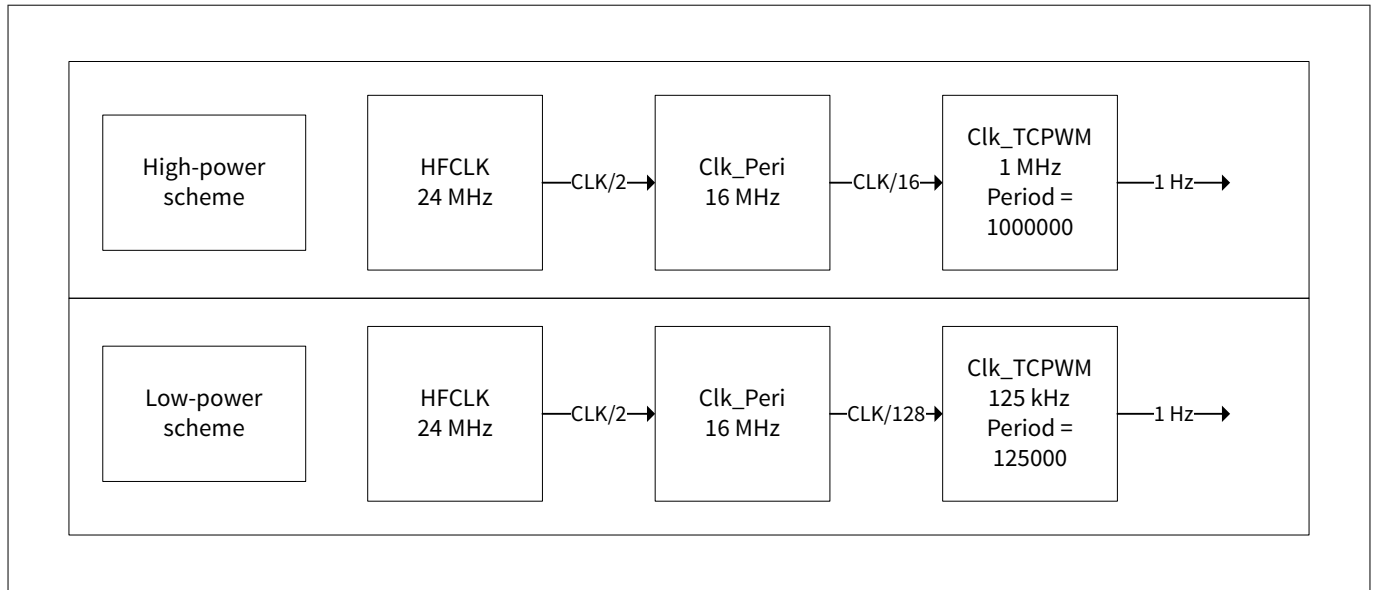 High-power
scheme
HFCLK
24 MHz
CLK/2
Clk_Peri
16 MHz
CLK/16
Clk_TCPWM
1 MHz
Period =
1000000
1 Hz
Low-power
scheme
HFCLK
24 MHz
CLK/2
Clk_Peri
16 MHz
CLK/128
Clk_TCPWM
125 kHz
Period =
125000
1 Hz